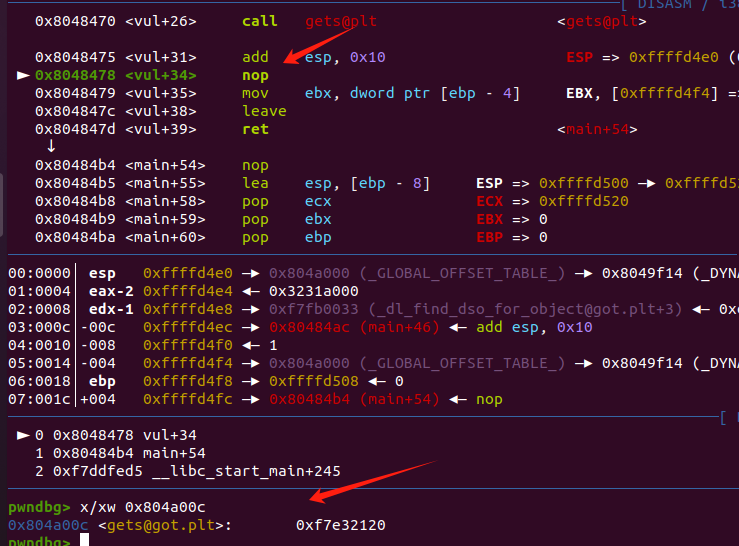 [ DISASM / i3
0x8048470 <vul+26> call gets@plt <gets@plt>
0x8048475 <vul+31> add esp, 0x10 ESP => 0xffffd4e0 (
► 0x8048478 <vul+34> nop
0x8048479 <vul+35> mov ebx, dword ptr [ebp - 4] EBX, [0xffffd4f4] =>
0x804847c <vul+38> leave
0x804847d <vul+39> ret <main+54>
↓
0x80484b4 <main+54> nop
0x80484b5 <main+55> lea esp, [ebp - 8] ESP => 0xffffd500 —▸ 0xffffd5
0x80484b8 <main+58> pop ecx ECX => 0xffffd520
0x80484b9 <main+59> pop ebx EBX => 0
0x80484ba <main+60> pop ebp EBP => 0
[
00:0000│ esp 0xffffd4e0 —▸ 0x804a000 (_GLOBAL_OFFSET_TABLE_) —▸ 0x8049f14 (_DYN
01:0004│ eax-2 0xffffd4e4 ◂— 0x3231a000
02:0008│ edx-1 0xffffd4e8 —▸ 0xf7fb0033 (_dl_find_dso_for_object@got.plt+3) ◂— 0x
03:000c│ -00c 0xffffd4ec —▸ 0x80484ac (main+46) ◂— add esp, 0x10
04:0010│ -008 0xffffd4f0 ◂— 1
05:0014│ -004 0xffffd4f4 —▸ 0x804a000 (_GLOBAL_OFFSET_TABLE_) —▸ 0x8049f14 (_DYN
06:0018│ ebp 0xffffd4f8 —▸ 0xffffd508 ◂— 0
07:001c│ +004 0xffffd4fc —▸ 0x80484b4 (main+54) ◂— nop
[
► 0 0x8048478 vul+34
1 0x80484b4 main+54
2 0xf7ddfed5 __libc_start_main+245
pwndbg> x/xw 0x804a00c
0x804a00c <gets@got.plt>: 0xf7e32120
pwndbg>